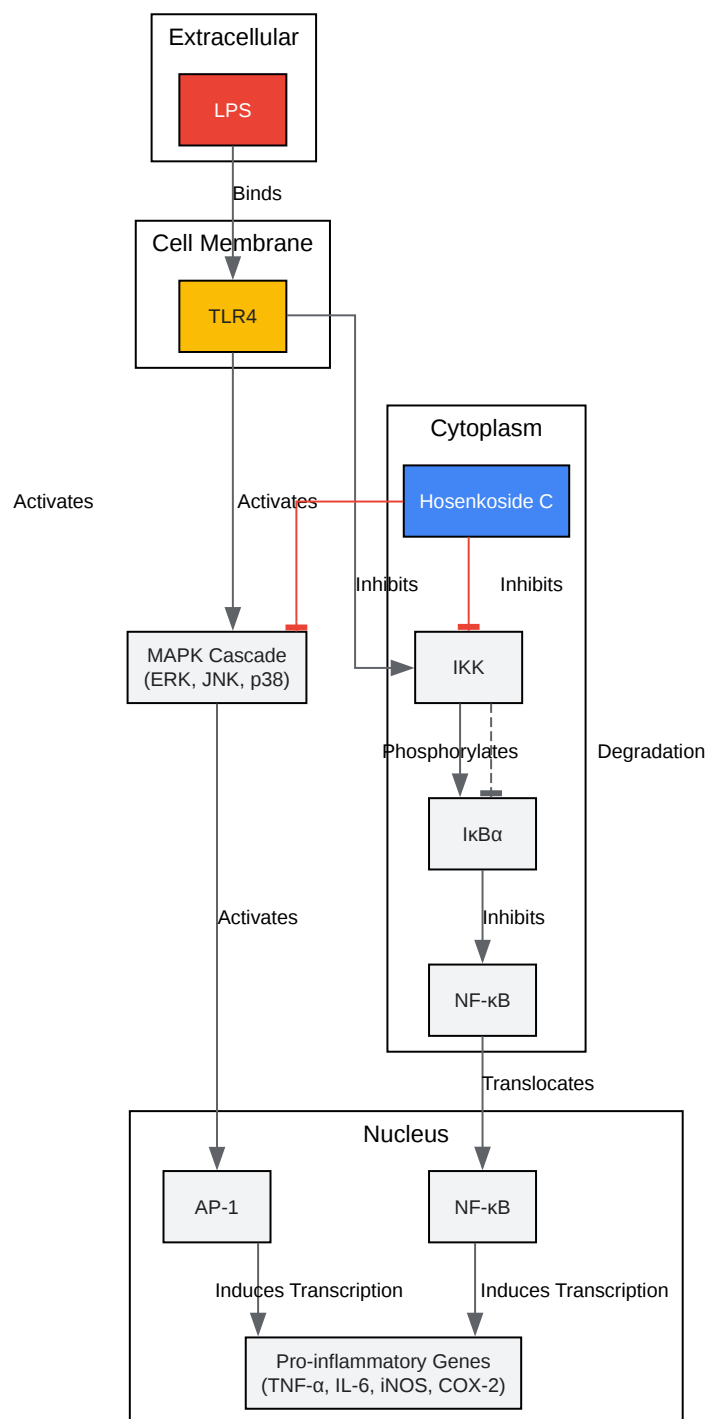 Extracellular
LPS
Binds
Cell Membrane
TLR4
Cytoplasm
Hosenkoside C
Activates
Activates
Inhibits
Inhibits
MAPK Cascade
(ERK, JNK, p38)
IKK
Phosphorylates
Degradation
IκBα
Activates
Inhibits
NF-κB
Translocates
Nucleus
AP-1
NF-κB
Induces Transcription
Induces Transcription
Pro-inflammatory Genes
(TNF-α, IL-6, iNOS, COX-2)